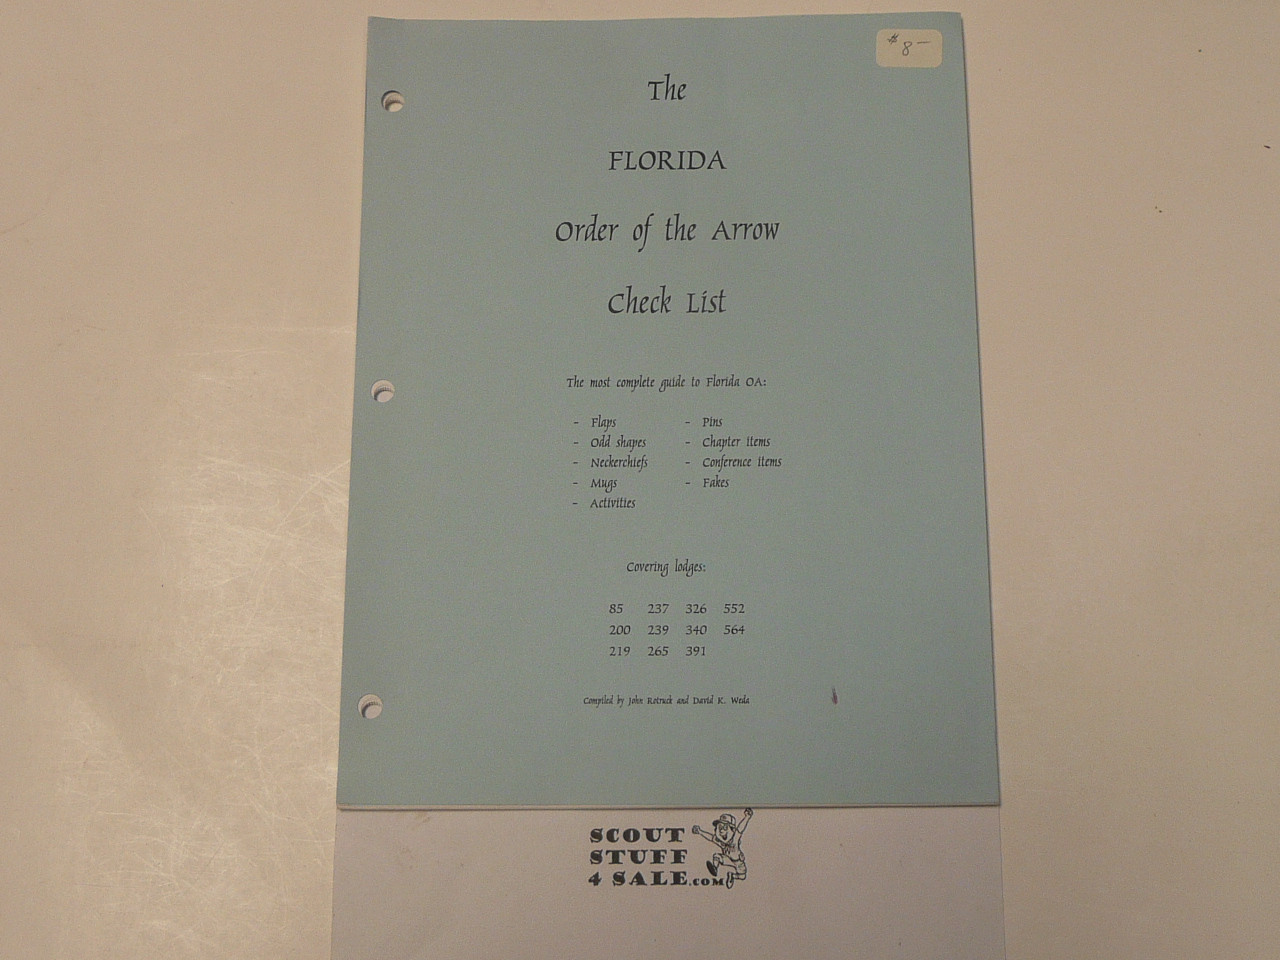 $8-
The
FLORIDA
Order of the Arrow
Check List
The most complete guide to Florida OA:
- Flaps - Pins
- Odd shapes - Chapter items
- Neckerchiefs - Conference items
- Mugs - Fakes
- Activities
Covering lodges:
85 237 326 552
200 239 340 564
219 265 391
Compiled by John Rotruck and David K. Weda
SCOUT
STUFF
4 SALE.COM